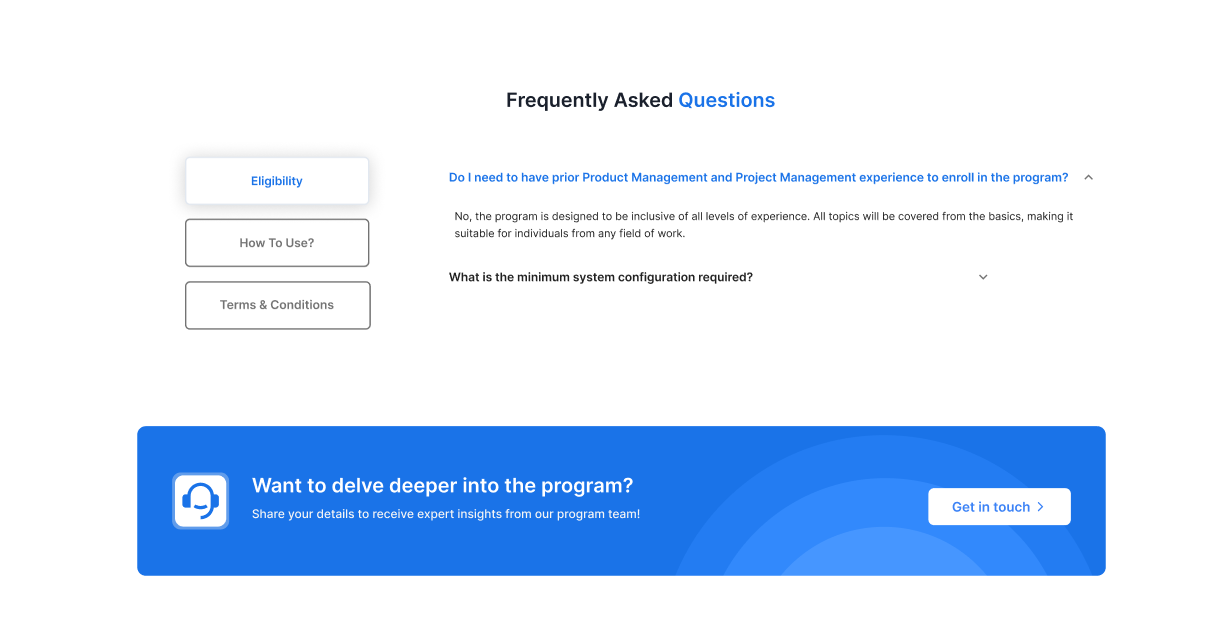 Frequently Asked Questions
Eligibility
How To Use?
Terms & Conditions
Do I need to have prior Product Management and Project Management experience to enroll in the program?
No, the program is designed to be inclusive of all levels of experience. All topics will be covered from the basics, making it
suitable for individuals from any field of work.
What is the minimum system configuration required?
Want to delve deeper into the program?
Share your details to receive expert insights from our program team!
Get in touch